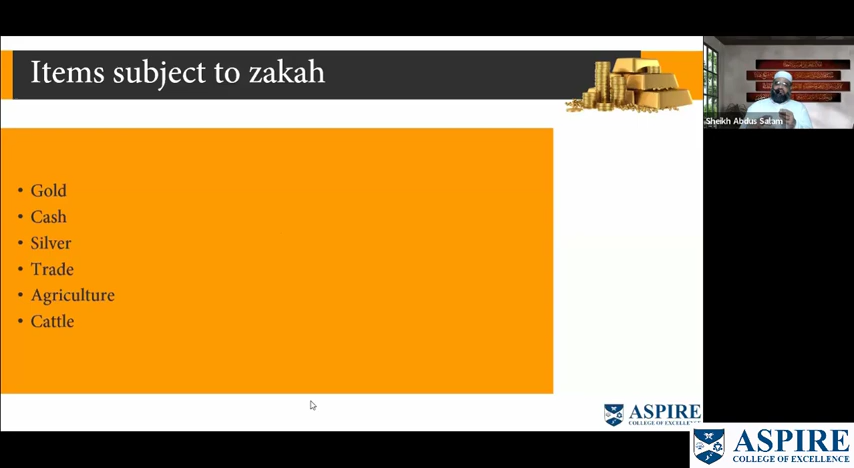 Items subject to zakah
Sheikh Abdus Salam
• Gold
• Cash
• Silver
• Trade
• Agriculture
• Cattle
ASPIRE
COLLEGE OF EXCELLENCE
ASPIRE
COLLEGE OF EXCELLENCE